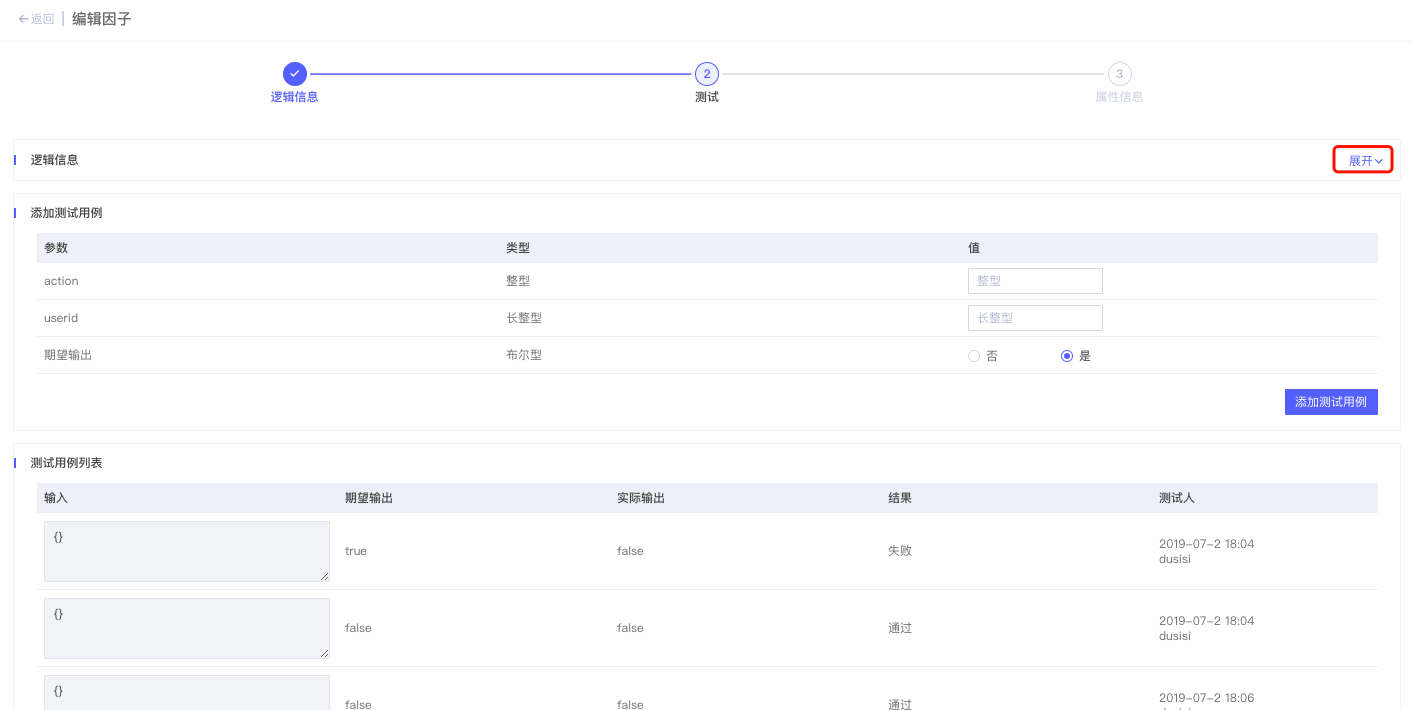 返回 | 编辑因子
2 3
逻辑信息 测试 属性信息
逻辑信息 展开
添加测试用例
参数 类型 值
action 整型 整型
userid 长整型 长整型
期望输出 布尔型 否 是
添加测试用例
测试用例列表
输入 期望输出 实际输出 结果 测试人
{} true false 失败 2019-07-2 18:04
dusisi
{} false false 通过 2019-07-2 18:04
dusisi
{} false false 通过 2019-07-2 18:06